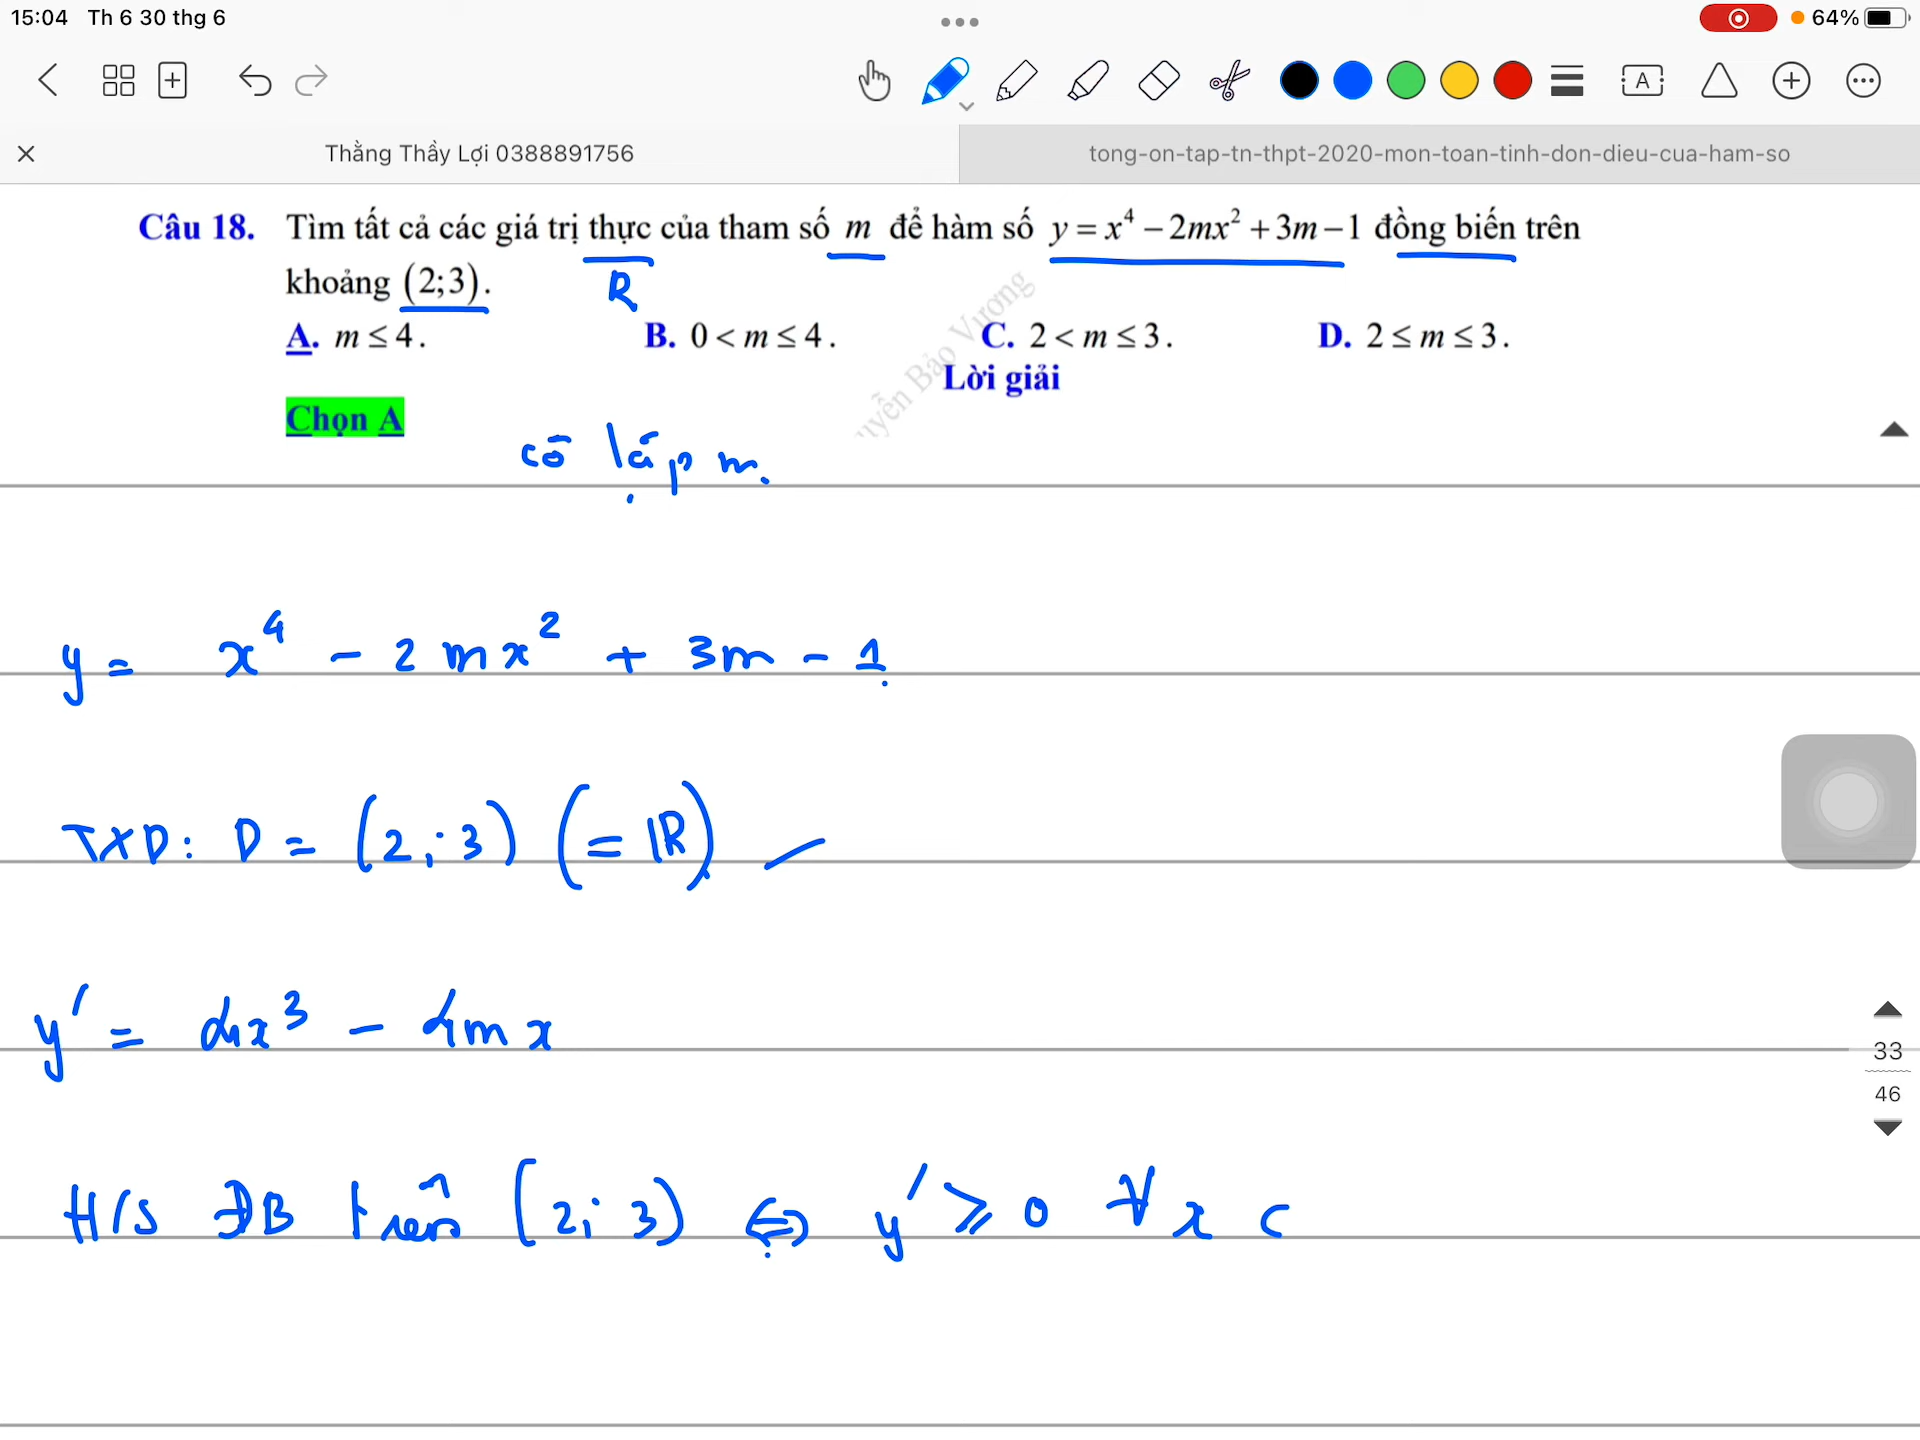 15:04 Th 6 30 thg 6
64%
Thằng Thầy Lợi 0388891756
tong-on-tap-tn-thpt-2020-mon-toan-tinh-don-dieu-cua-ham-so
Câu 18. Tìm tất cả các giá trị thực của tham số m để hàm số y = x⁴ − 2mx² + 3m − 1 đồng biến trên
khoảng (2;3).
R
A. m ≤ 4. B. 0 < m ≤ 4. C. 2 < m ≤ 3. D. 2 ≤ m ≤ 3.
Lời giải
Chọn A
uyễn Bảo Vương
cô lập m.
y = x⁴ − 2mx² + 3m − 1
TXD: D = (2; 3) (= ℝ)
y' = 4x³ − 4mx
33
46
H/S ĐB trên (2; 3) ⇔ y' ⩾ 0 ∀x